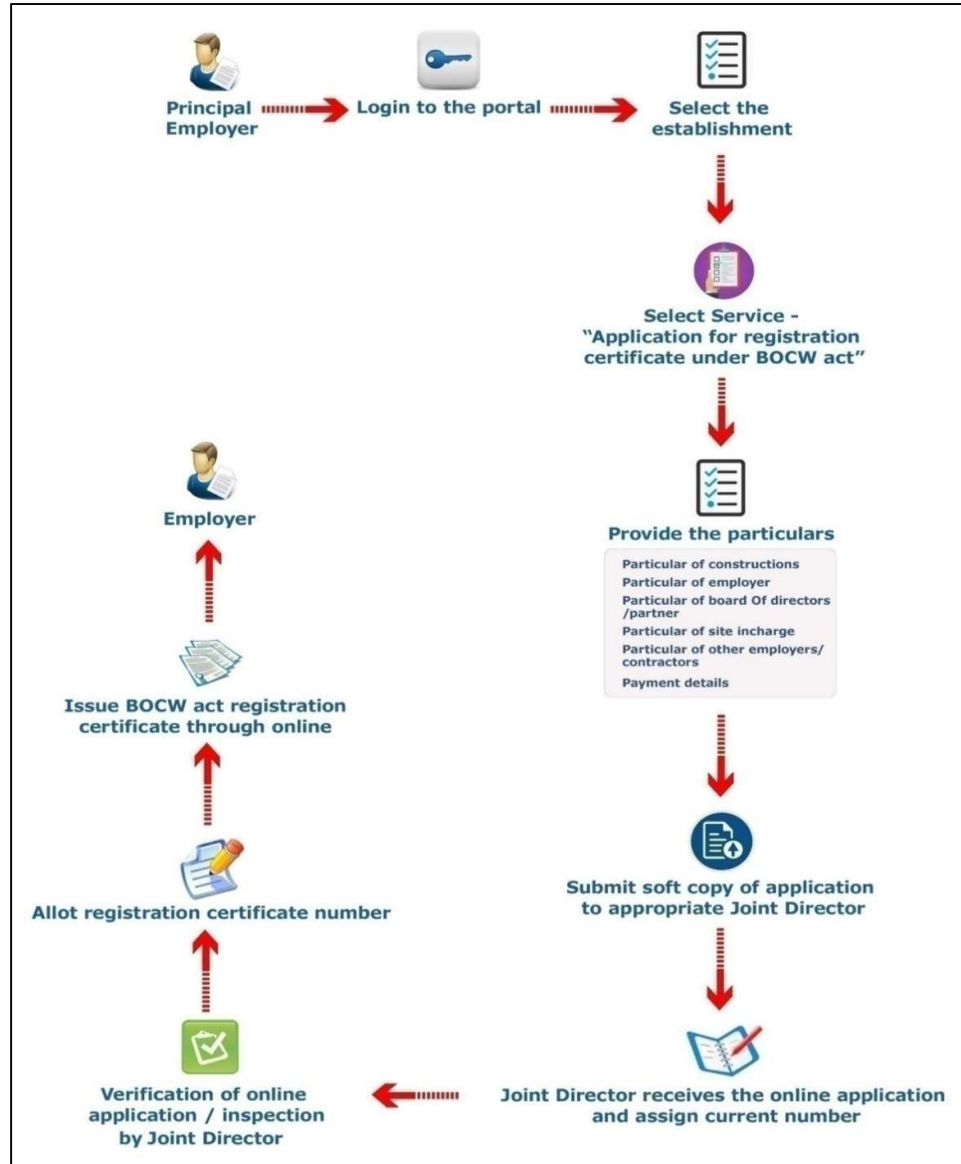 Principal
Employer
Login to the portal
Select the
establishment
Select Service -
“Application for registration
certificate under BOCW act”
Provide the particulars
Particular of constructions
Particular of employer
Particular of board Of directors
/partner
Particular of site incharge
Particular of other employers/
contractors
Payment details
Submit soft copy of application
to appropriate Joint Director
Joint Director receives the online application
and assign current number
Verification of online
application / inspection
by Joint Director
Allot registration certificate number
Issue BOCW act registration
certificate through online
Employer